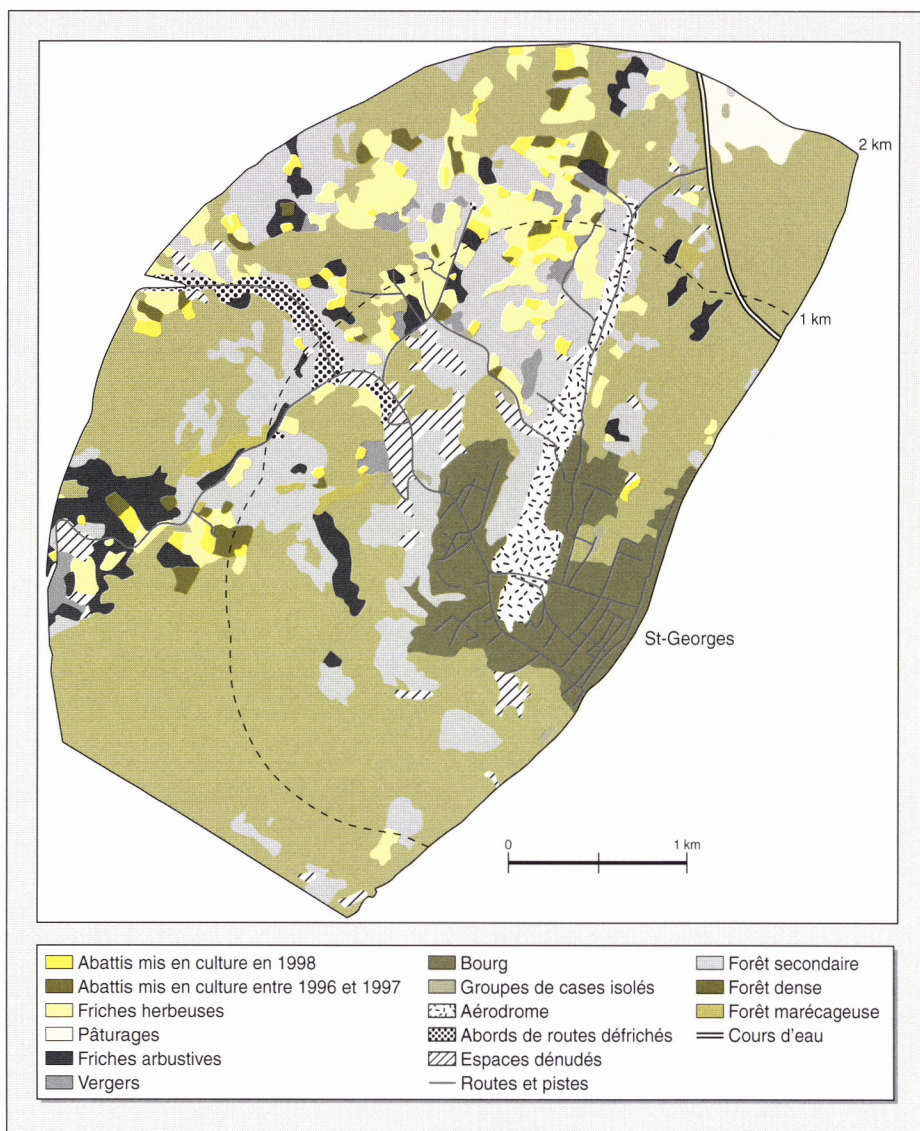 2 km
1 km
St-Georges
0 1 km
Abattis mis en culture en 1998
Abattis mis en culture entre 1996 et 1997
Friches herbeuses
Pâturages
Friches arbustives
Vergers
Bourg
Groupes de cases isolés
Aérodrome
Abords de routes défrichés
Espaces dénudés
Routes et pistes
Forêt secondaire
Forêt dense
Forêt marécageuse
Cours d'eau